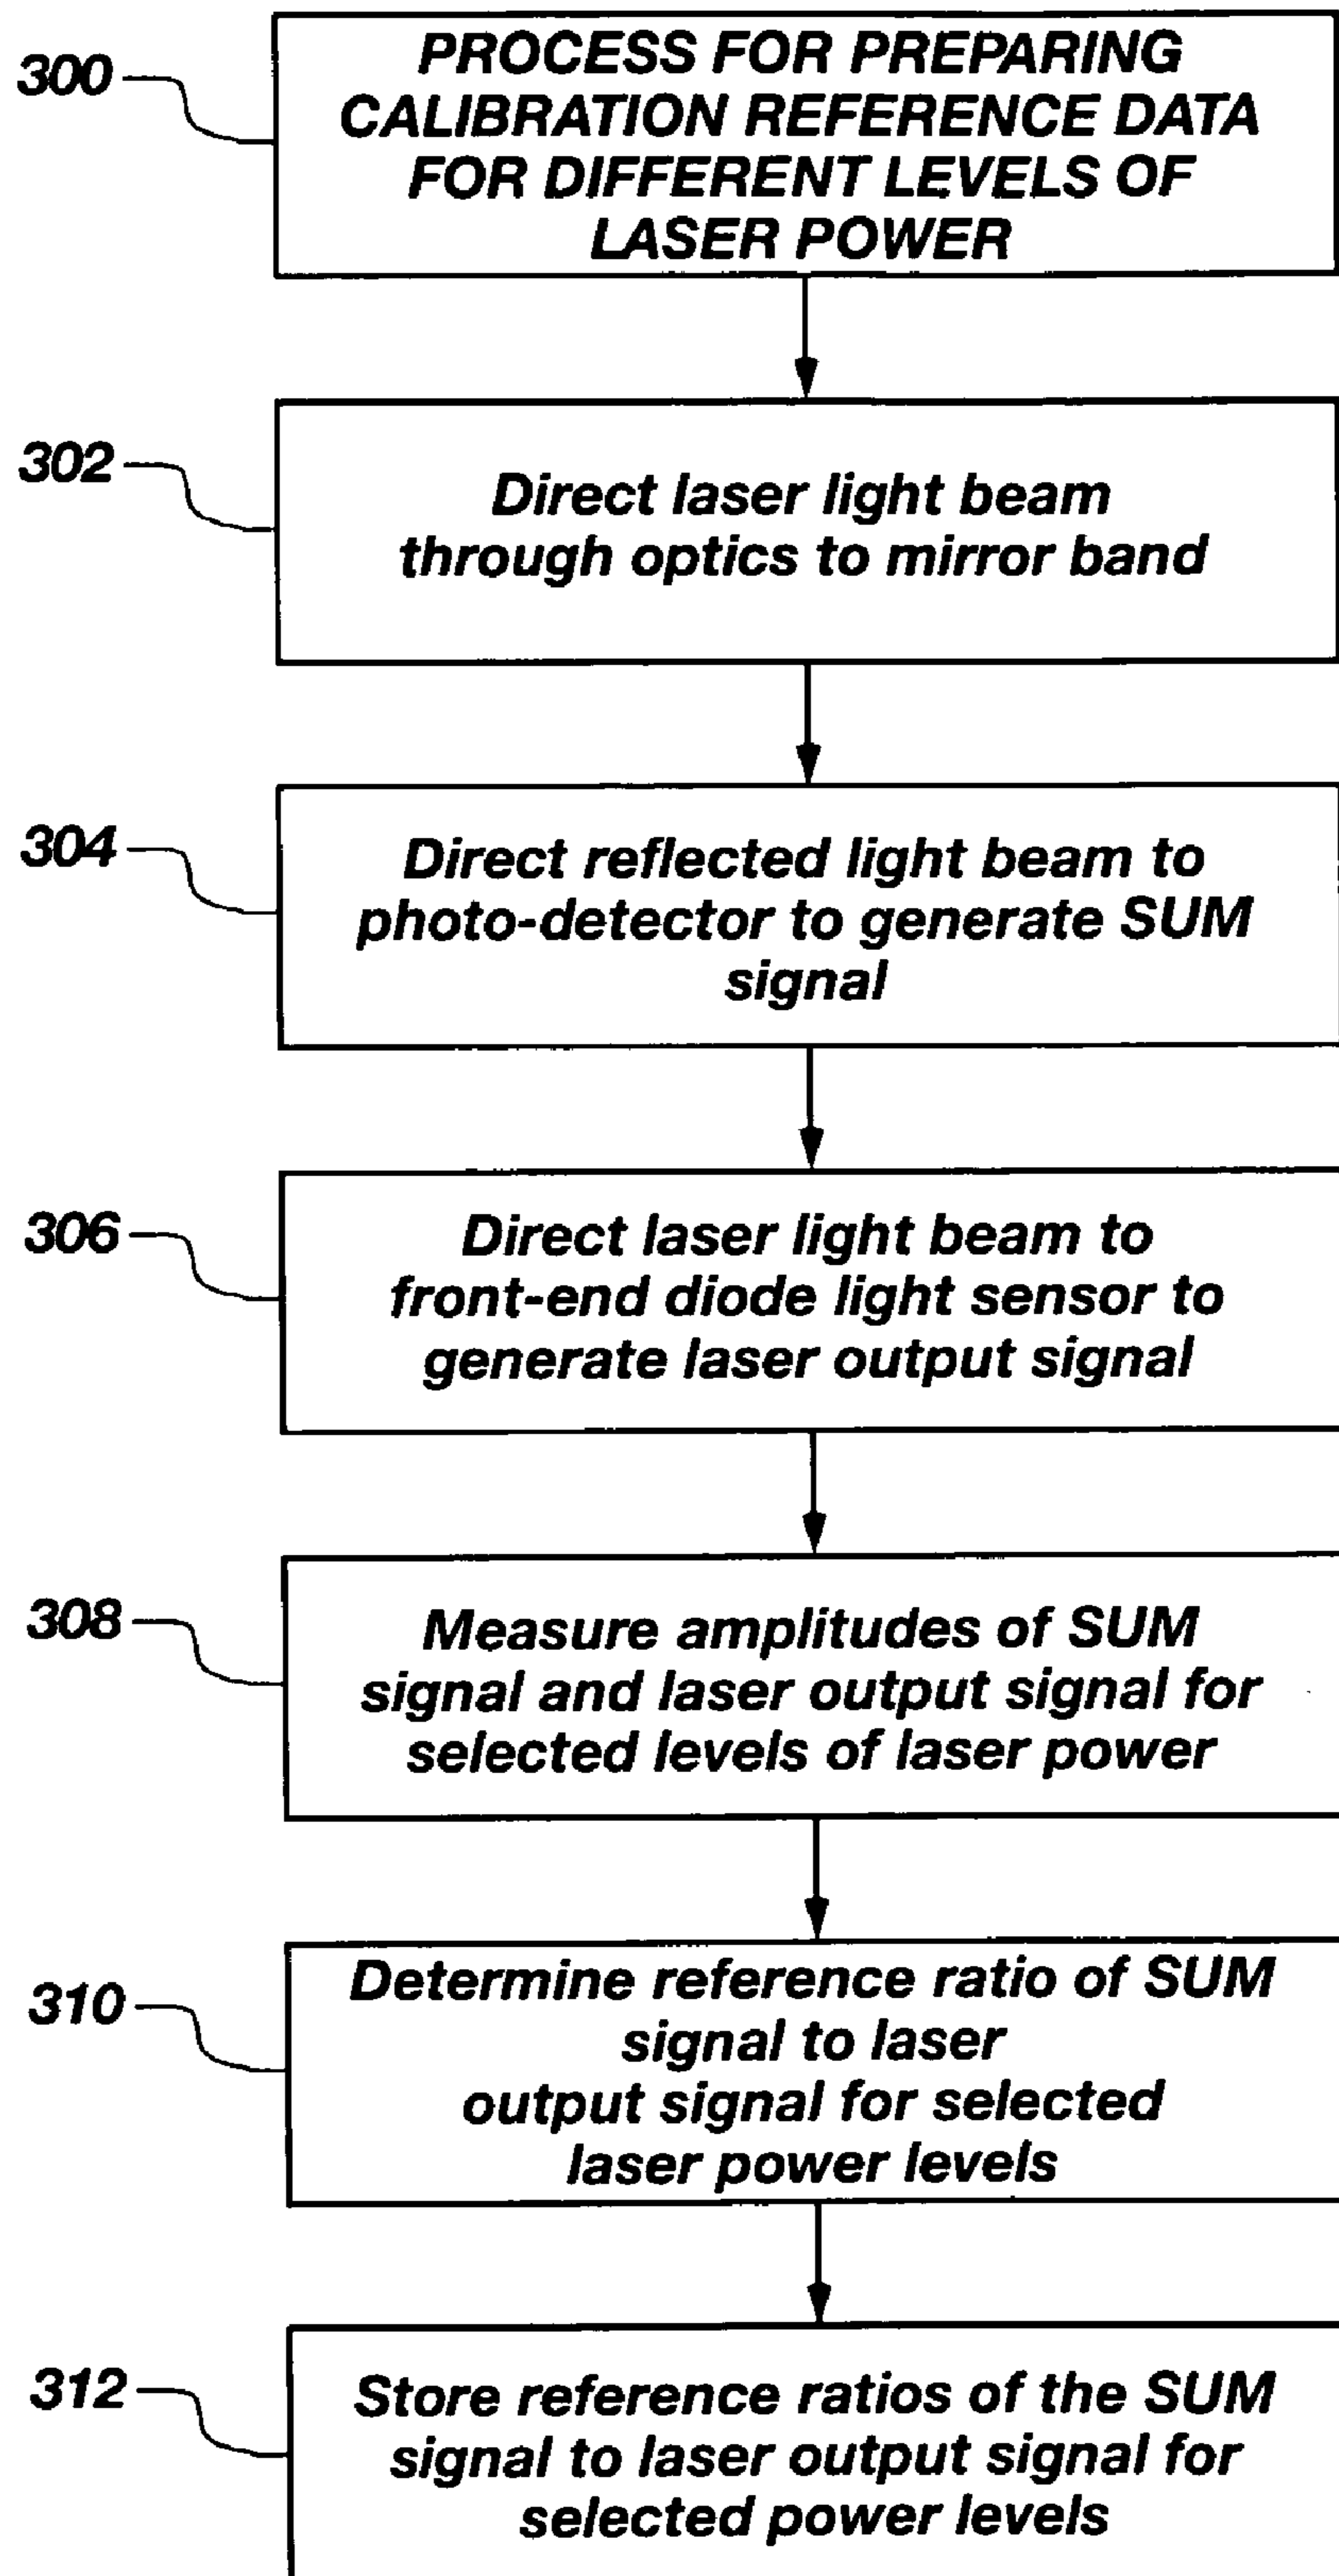 300
PROCESS FOR PREPARING
CALIBRATION REFERENCE DATA
FOR DIFFERENT LEVELS OF
LASER POWER
302
Direct laser light beam
through optics to mirror band
304
Direct reflected light beam to
photo-detector to generate SUM
signal
306
Direct laser light beam to
front-end diode light sensor to
generate laser output signal
308
Measure amplitudes of SUM
signal and laser output signal for
selected levels of laser power
310
Determine reference ratio of SUM
signal to laser
output signal for selected
laser power levels
312
Store reference ratios of the SUM
signal to laser output signal for
selected power levels